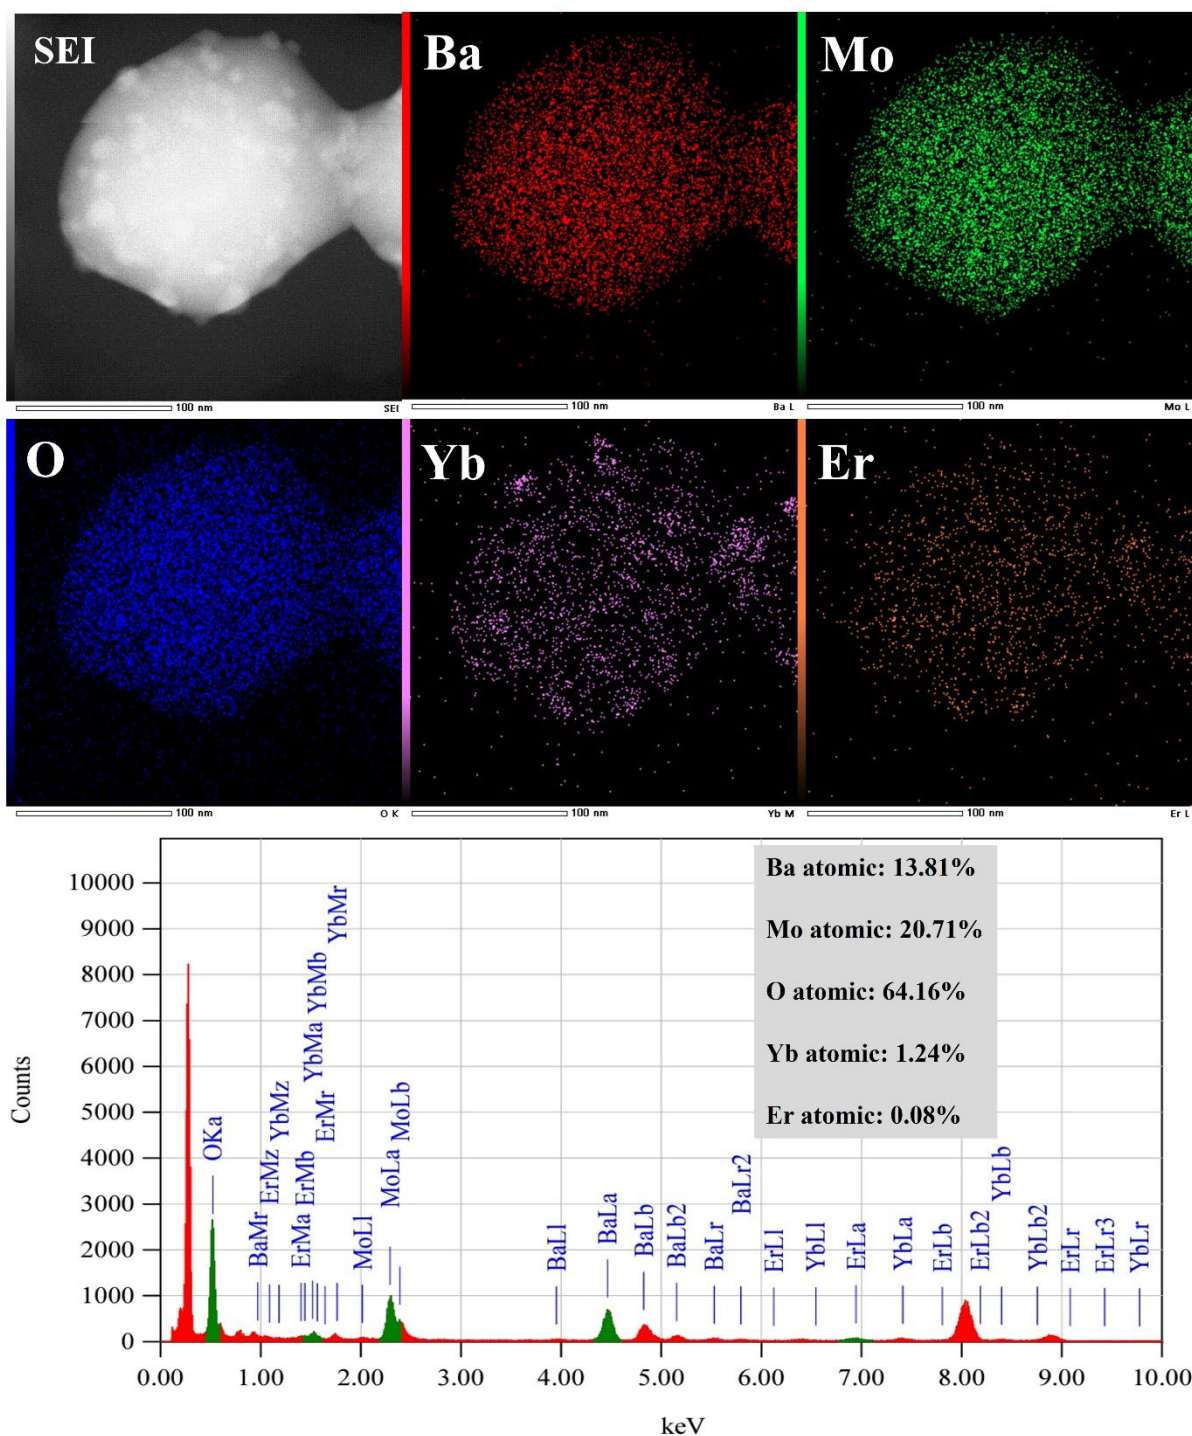 SEI
Ba
Mo
100 nm
SEI
100 nm
Ba L
100 nm
Mo L
O
Yb
Er
100 nm
O K
100 nm
Yb M
100 nm
Er L
Counts
10000
9000
8000
7000
6000
5000
4000
3000
2000
1000
0
OKa
BaMr
ErMz
YbMz
ErMa
ErMb
YbMa
YbMb
ErMr
YbMr
MoLl
MoLa
MoLb
BaLl
BaLa
BaLb
BaLb2
BaLr
BaLr2
ErLl
YbLl
ErLa
YbLa
ErLb
ErLb2
YbLb
YbLb2
ErLr
ErLr3
YbLr
Ba atomic: 13.81%
Mo atomic: 20.71%
O atomic: 64.16%
Yb atomic: 1.24%
Er atomic: 0.08%
0.00 1.00 2.00 3.00 4.00 5.00 6.00 7.00 8.00 9.00 10.00
keV